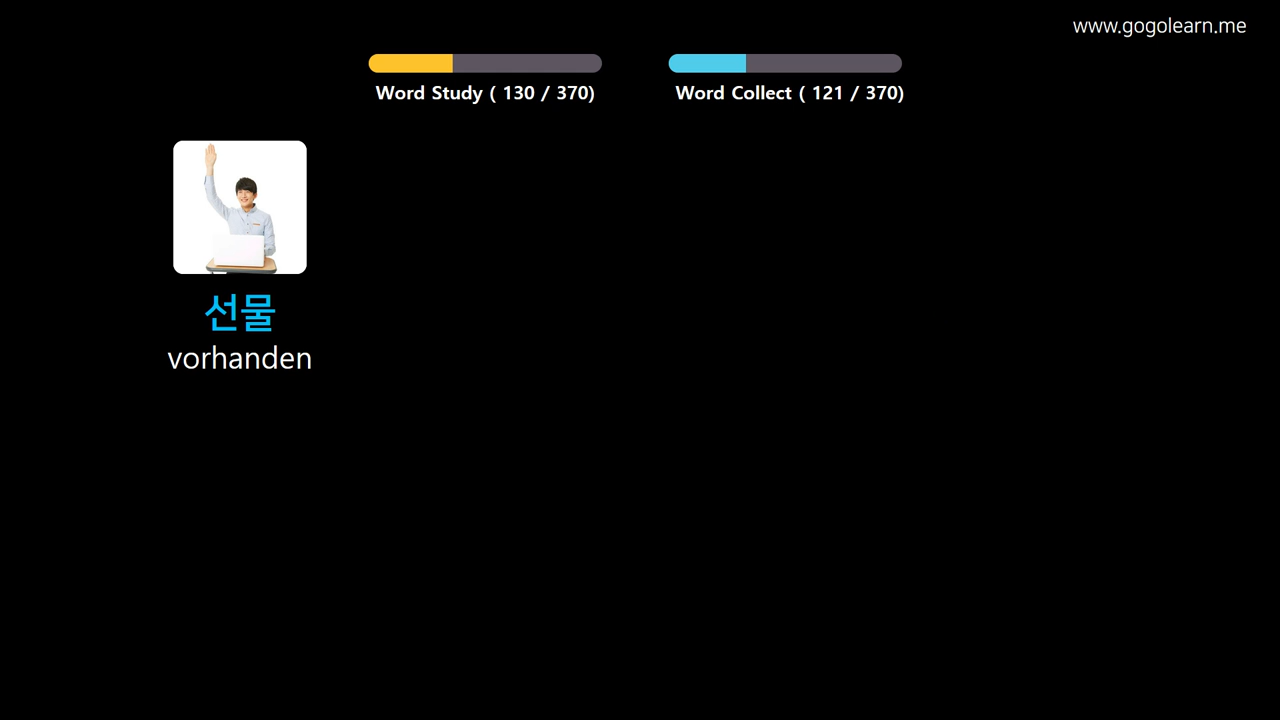 www.gogolearn.me
Word Study ( 130 / 370)
Word Collect ( 121 / 370)
선물
vorhanden